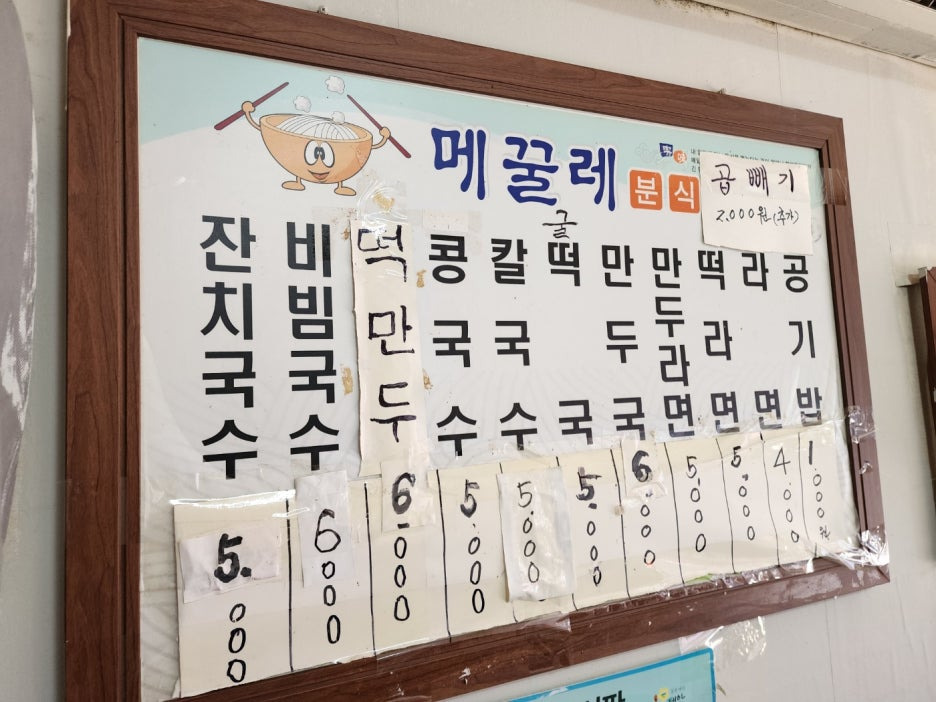 메꿀레 분식
곱빼기
2.000원(추가)
잔치국수
5.000
비빔국수
6000
떡만두
6.000
콩국수
5.000
칼국수
5.000
굴떡국
5.000
만두국
6.000
만두라면
5.000
떡라면
5.000
라면
4.000
공기밥
1.000원